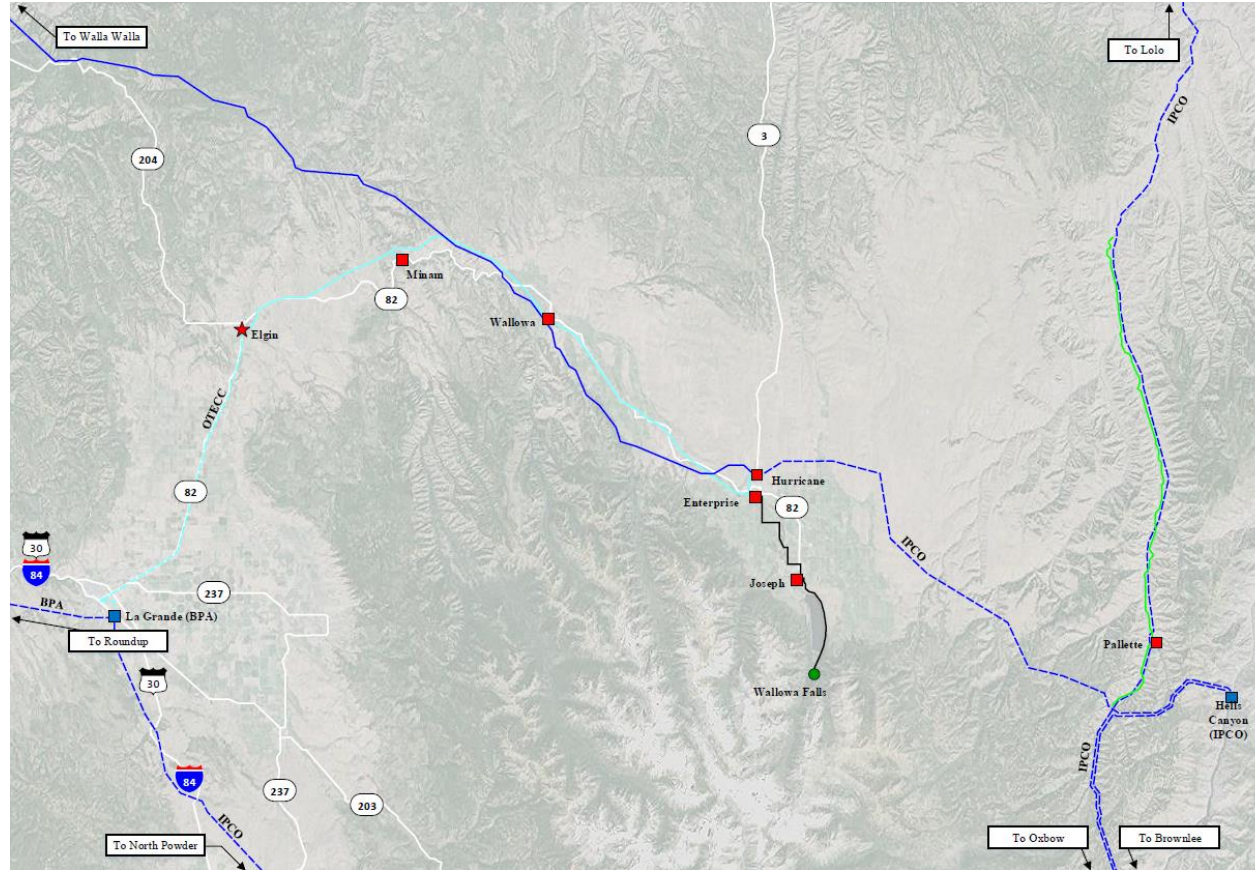 To Walla Walla
To Lolo
IPCO
3
204
Minam
82
Wallowa
Elgin
OTECC
Hurricane
82
Enterprise
82
IPCO
30
84
Joseph
237
BPA
La Grande (BPA)
To Roundup
Pallette
30
Wallowa Falls
Hells
Canyon
(IPCO)
IPCO
84
237
203
IPCO
To North Powder
To Oxbow
To Brownlee